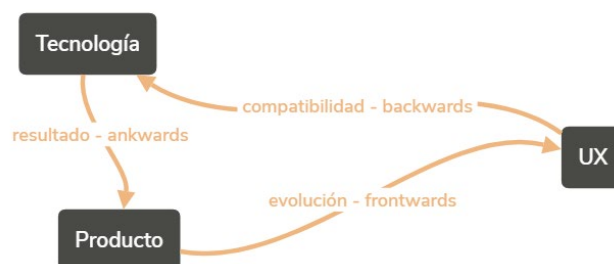 Tecnología
compatibilidad - backwards
resultado - ankwards
UX
evolución - frontwards
Producto